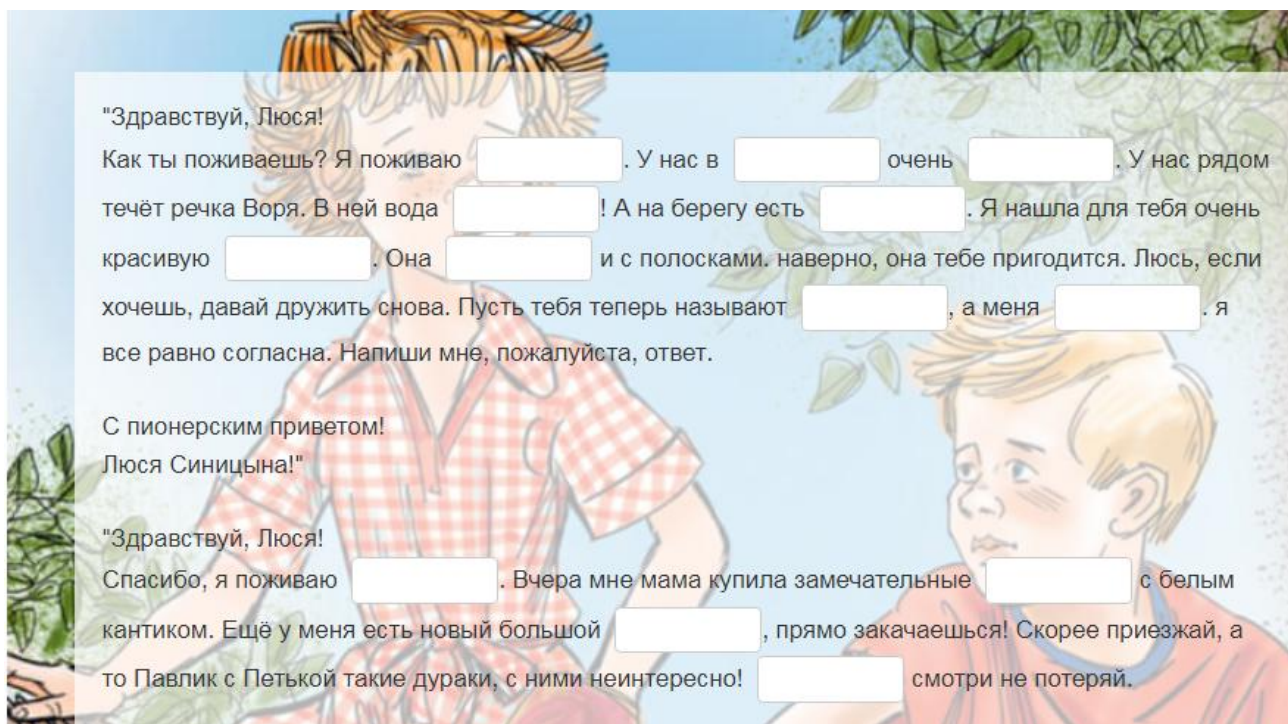 "Здравствуй, Люся!
Как ты поживаешь? Я поживаю . У нас в очень . У нас рядом
течёт речка Воря. В ней вода ! А на берегу есть . Я нашла для тебя очень
красивую . Она и с полосками. наверно, она тебе пригодится. Люсь, если
хочешь, давай дружить снова. Пусть тебя теперь называют , а меня . я
все равно согласна. Напиши мне, пожалуйста, ответ.
С пионерским приветом!
Люся Синицына!"
"Здравствуй, Люся!
Спасибо, я поживаю . Вчера мне мама купила замечательные с белым
кантиком. Ещё у меня есть новый большой , прямо закачаешься! Скорее приезжай, а
то Павлик с Петькой такие дураки, с ними неинтересно! смотри не потеряй.